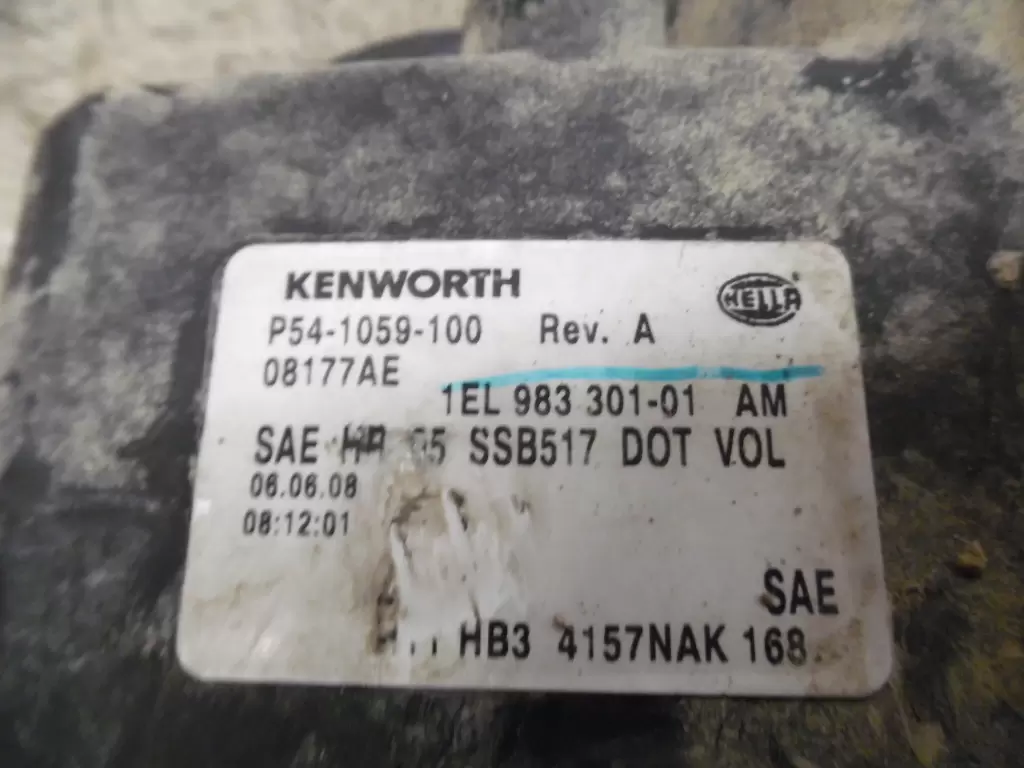 KENWORTH
HELLA
P54-1059-100 Rev. A
08177AE
1EL 983 301-01 AM
SAE SSB517 DOT VOL
06.06.08
08:12:01
SAE
HB3 4157NAK 168